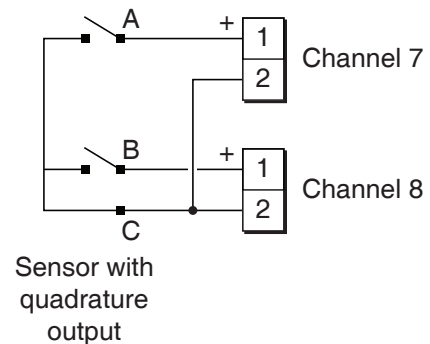 A
+
1
Channel 7
2
B
+
1
Channel 8
2
C
Sensor with
quadrature
output